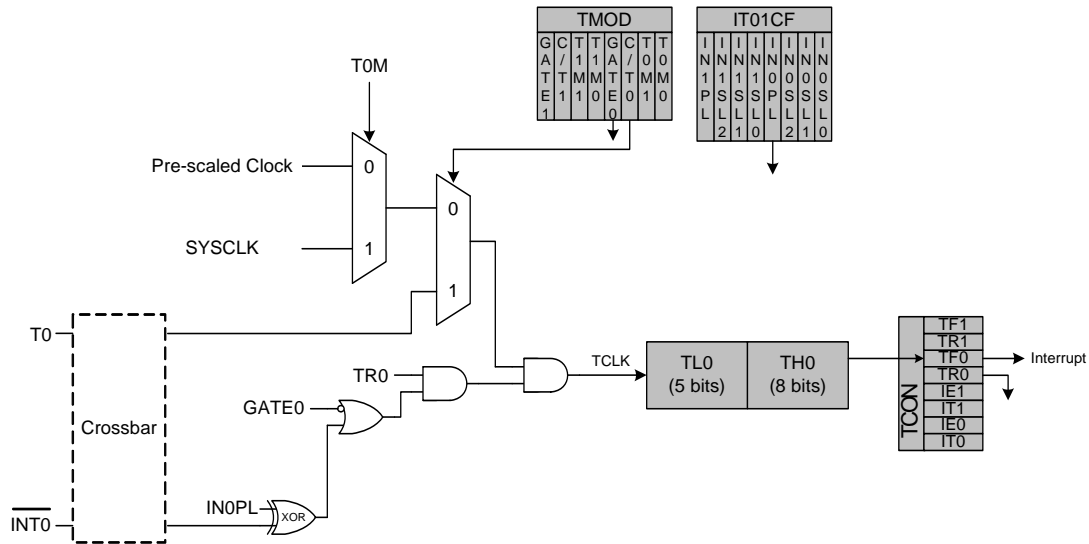 TMOD
GATE1
C/T1
T1M1
T1M0
GATE0
C/T0
T0M1
T0M0
IT01CF
IN1PL
IN1SL2
IN1SL1
IN1SL0
IN0PL
IN0SL2
IN0SL1
IN0SL0
T0M
Pre-scaled Clock
0
SYSCLK
1
0
1
T0
Crossbar
INT0
TR0
GATE0
IN0PL
XOR
TCLK
TL0
(5 bits)
TH0
(8 bits)
TCON
TF1
TR1
TF0
TR0
IE1
IT1
IE0
IT0
Interrupt